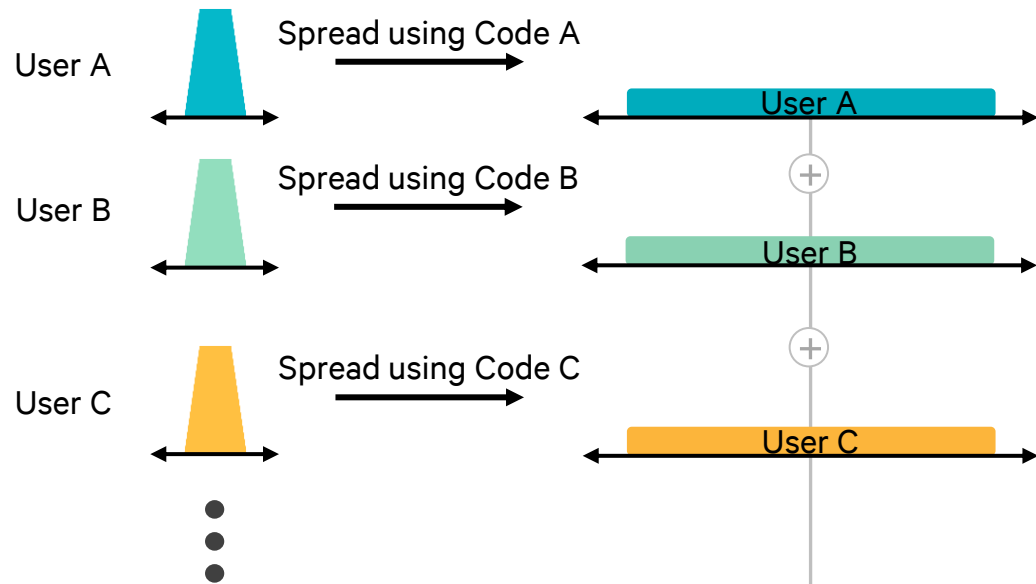 User A
Spread using Code A
User A
User B
Spread using Code B
User B
User C
Spread using Code C
User C